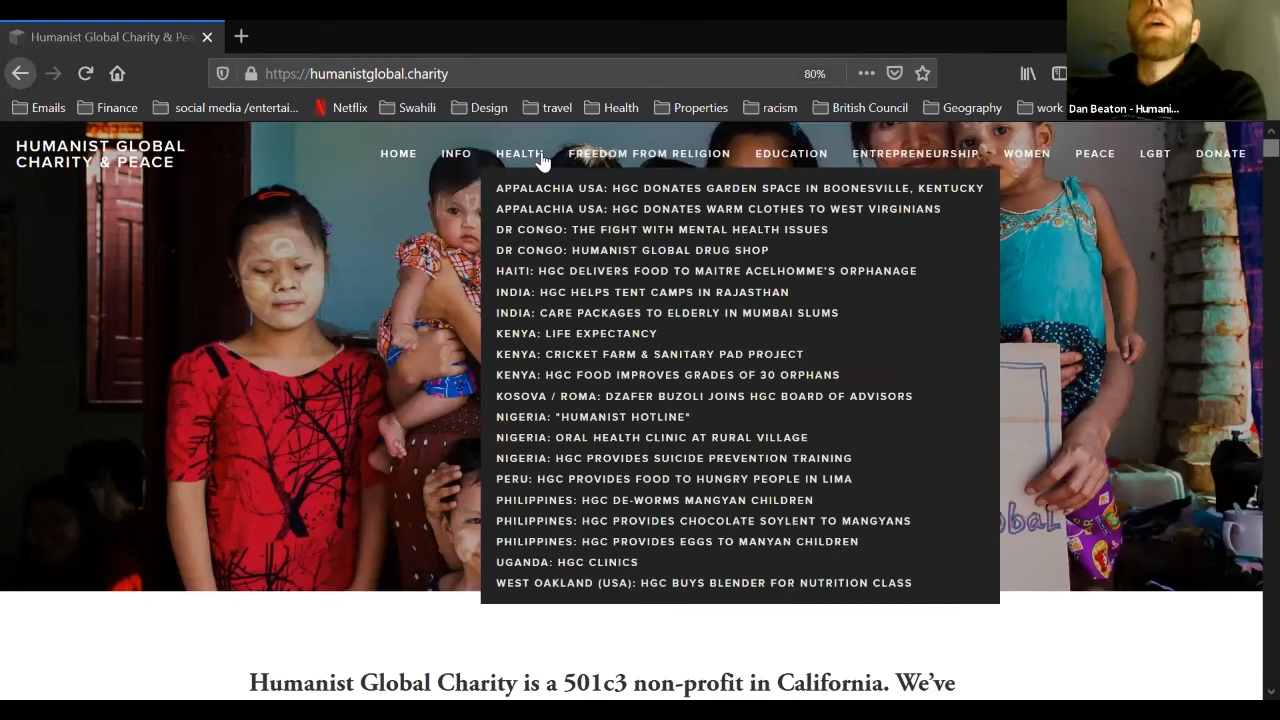 Humanist Global Charity & Pe
https://humanistglobal.charity
80%
Emails Finance social media /entertai... Netflix Swahili Design travel Health Properties racism British Council Geography work
Dan Beaton - Humani...
HUMANIST GLOBAL
CHARITY & PEACE
HOME INFO HEALTH FREEDOM FROM RELIGION EDUCATION ENTREPRENEURSHIP WOMEN PEACE LGBT DONATE
APPALACHIA USA: HGC DONATES GARDEN SPACE IN BOONESVILLE, KENTUCKY
APPALACHIA USA: HGC DONATES WARM CLOTHES TO WEST VIRGINIANS
DR CONGO: THE FIGHT WITH MENTAL HEALTH ISSUES
DR CONGO: HUMANIST GLOBAL DRUG SHOP
HAITI: HGC DELIVERS FOOD TO MAITRE ACELHOMME'S ORPHANAGE
INDIA: HGC HELPS TENT CAMPS IN RAJASTHAN
INDIA: CARE PACKAGES TO ELDERLY IN MUMBAI SLUMS
KENYA: LIFE EXPECTANCY
KENYA: CRICKET FARM & SANITARY PAD PROJECT
KENYA: HGC FOOD IMPROVES GRADES OF 30 ORPHANS
KOSOVA / ROMA: DZAFER BUZOLI JOINS HGC BOARD OF ADVISORS
NIGERIA: "HUMANIST HOTLINE"
NIGERIA: ORAL HEALTH CLINIC AT RURAL VILLAGE
NIGERIA: HGC PROVIDES SUICIDE PREVENTION TRAINING
PERU: HGC PROVIDES FOOD TO HUNGRY PEOPLE IN LIMA
PHILIPPINES: HGC DE-WORMS MANGYAN CHILDREN
PHILIPPINES: HGC PROVIDES CHOCOLATE SOYLENT TO MANGYANS
PHILIPPINES: HGC PROVIDES EGGS TO MANYAN CHILDREN
UGANDA: HGC CLINICS
WEST OAKLAND (USA): HGC BUYS BLENDER FOR NUTRITION CLASS
obal
Humanist Global Charity is a 501c3 non-profit in California. We've